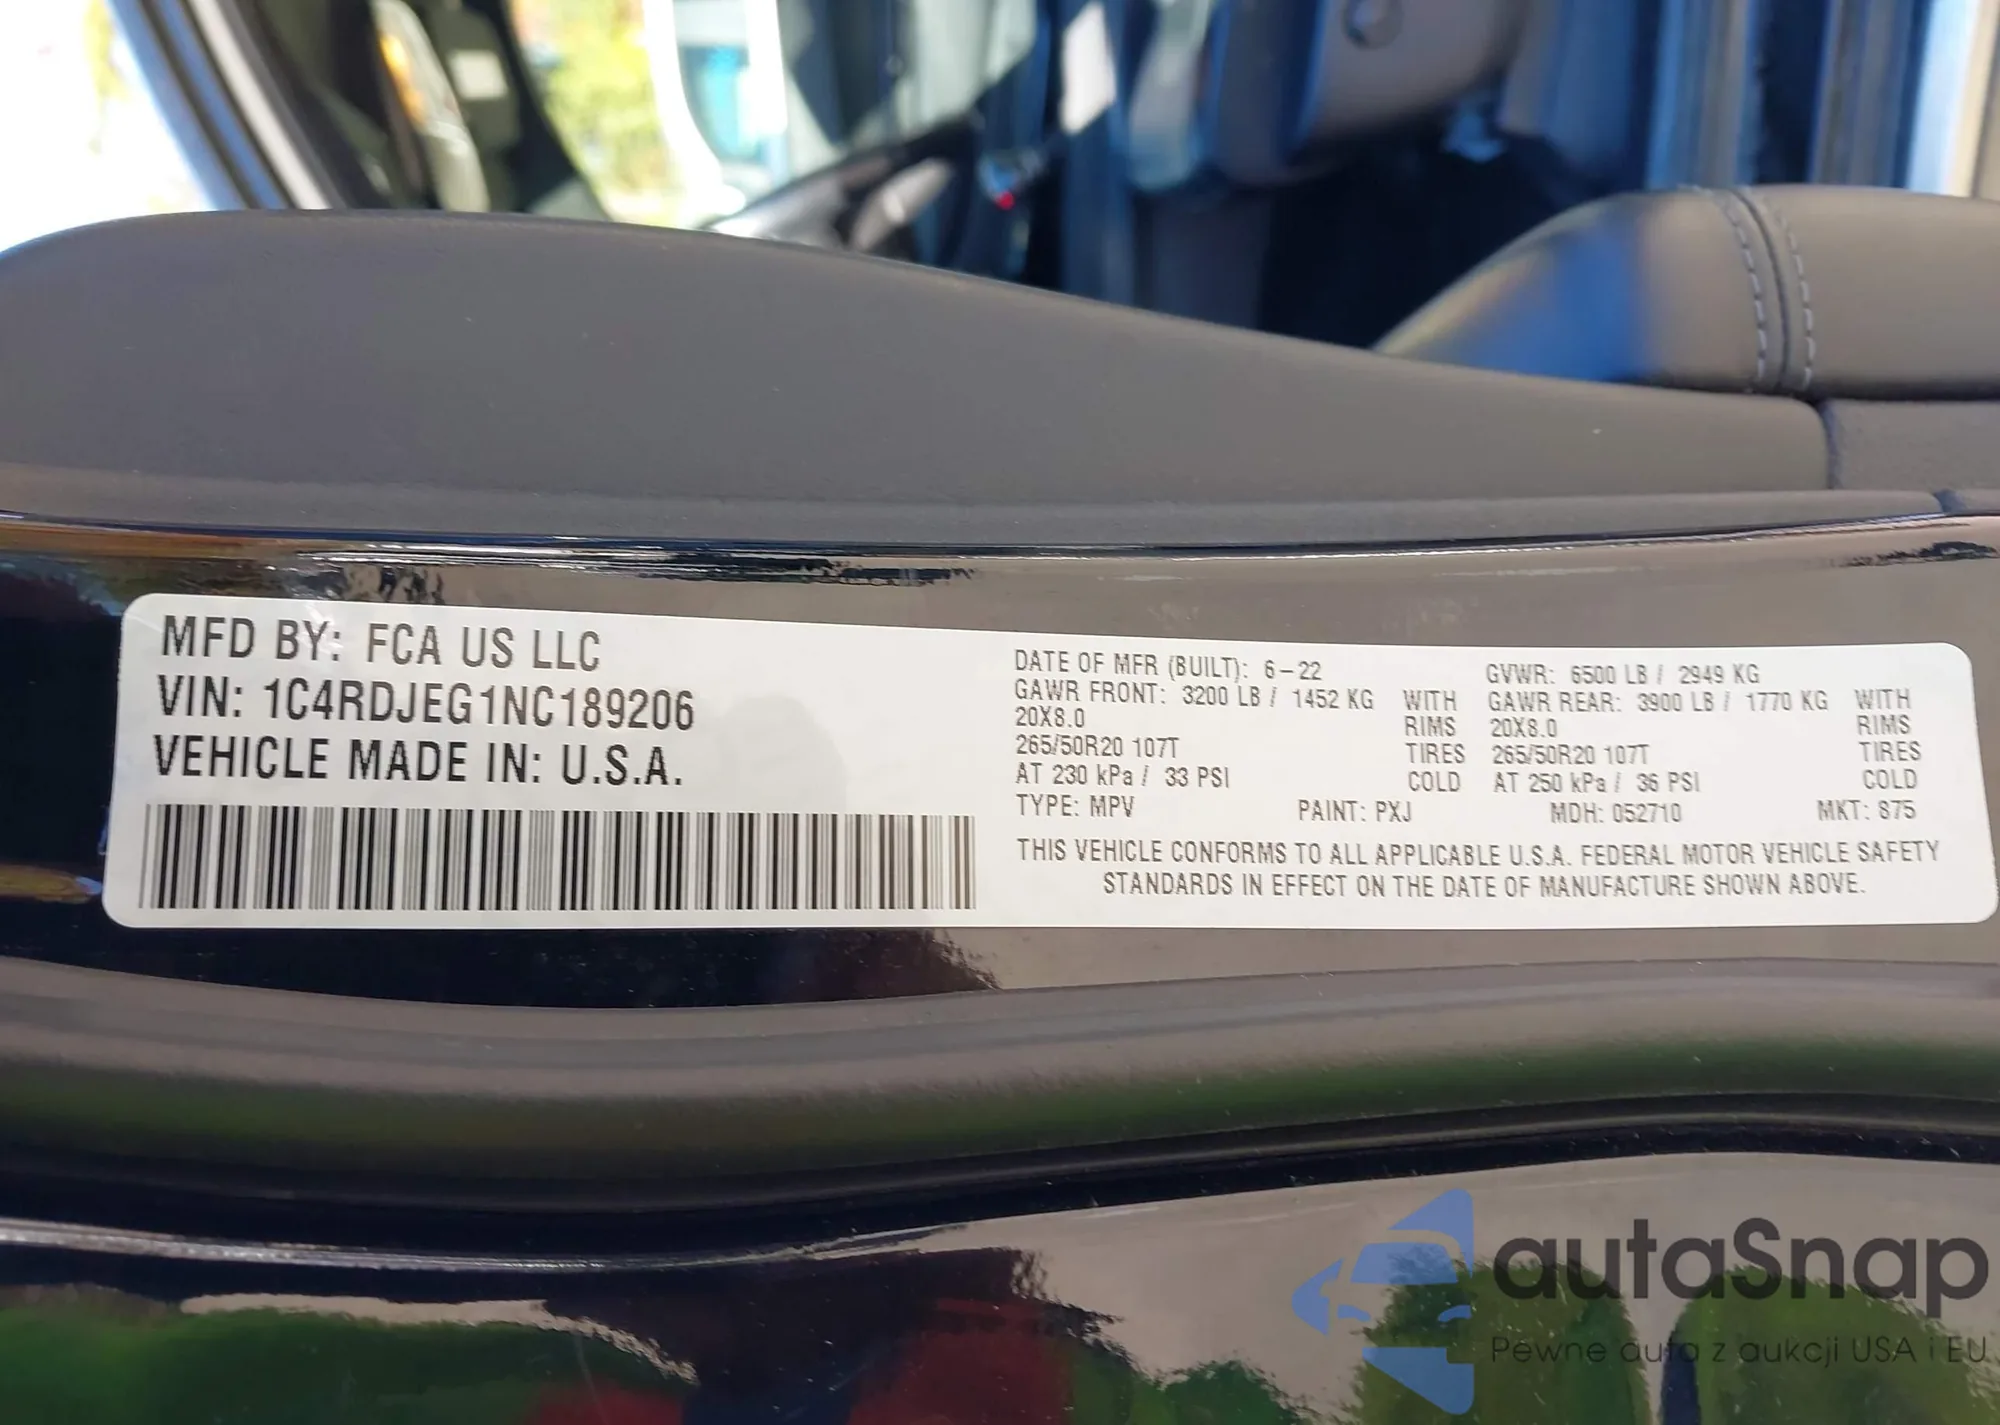 MFD BY: FCA US LLC
VIN: 1C4RDJEG1NC189206
VEHICLE MADE IN: U.S.A.
DATE OF MFR (BUILT): 6-22 GVWR: 6500 LB / 2949 KG
GAWR FRONT: 3200 LB / 1452 KG WITH GAWR REAR: 3900 LB / 1770 KG WITH
20X8.0 RIMS 20X8.0 RIMS
265/50R20 107T TIRES 265/50R20 107T TIRES
AT 230 kPa / 33 PSI COLD AT 250 kPa / 36 PSI COLD
TYPE: MPV PAINT: PXJ MDH: 052710 MKT: 875
THIS VEHICLE CONFORMS TO ALL APPLICABLE U.S.A. FEDERAL MOTOR VEHICLE SAFETY
STANDARDS IN EFFECT ON THE DATE OF MANUFACTURE SHOWN ABOVE.
autaSnap
Pewne auta z aukcji USA i EU